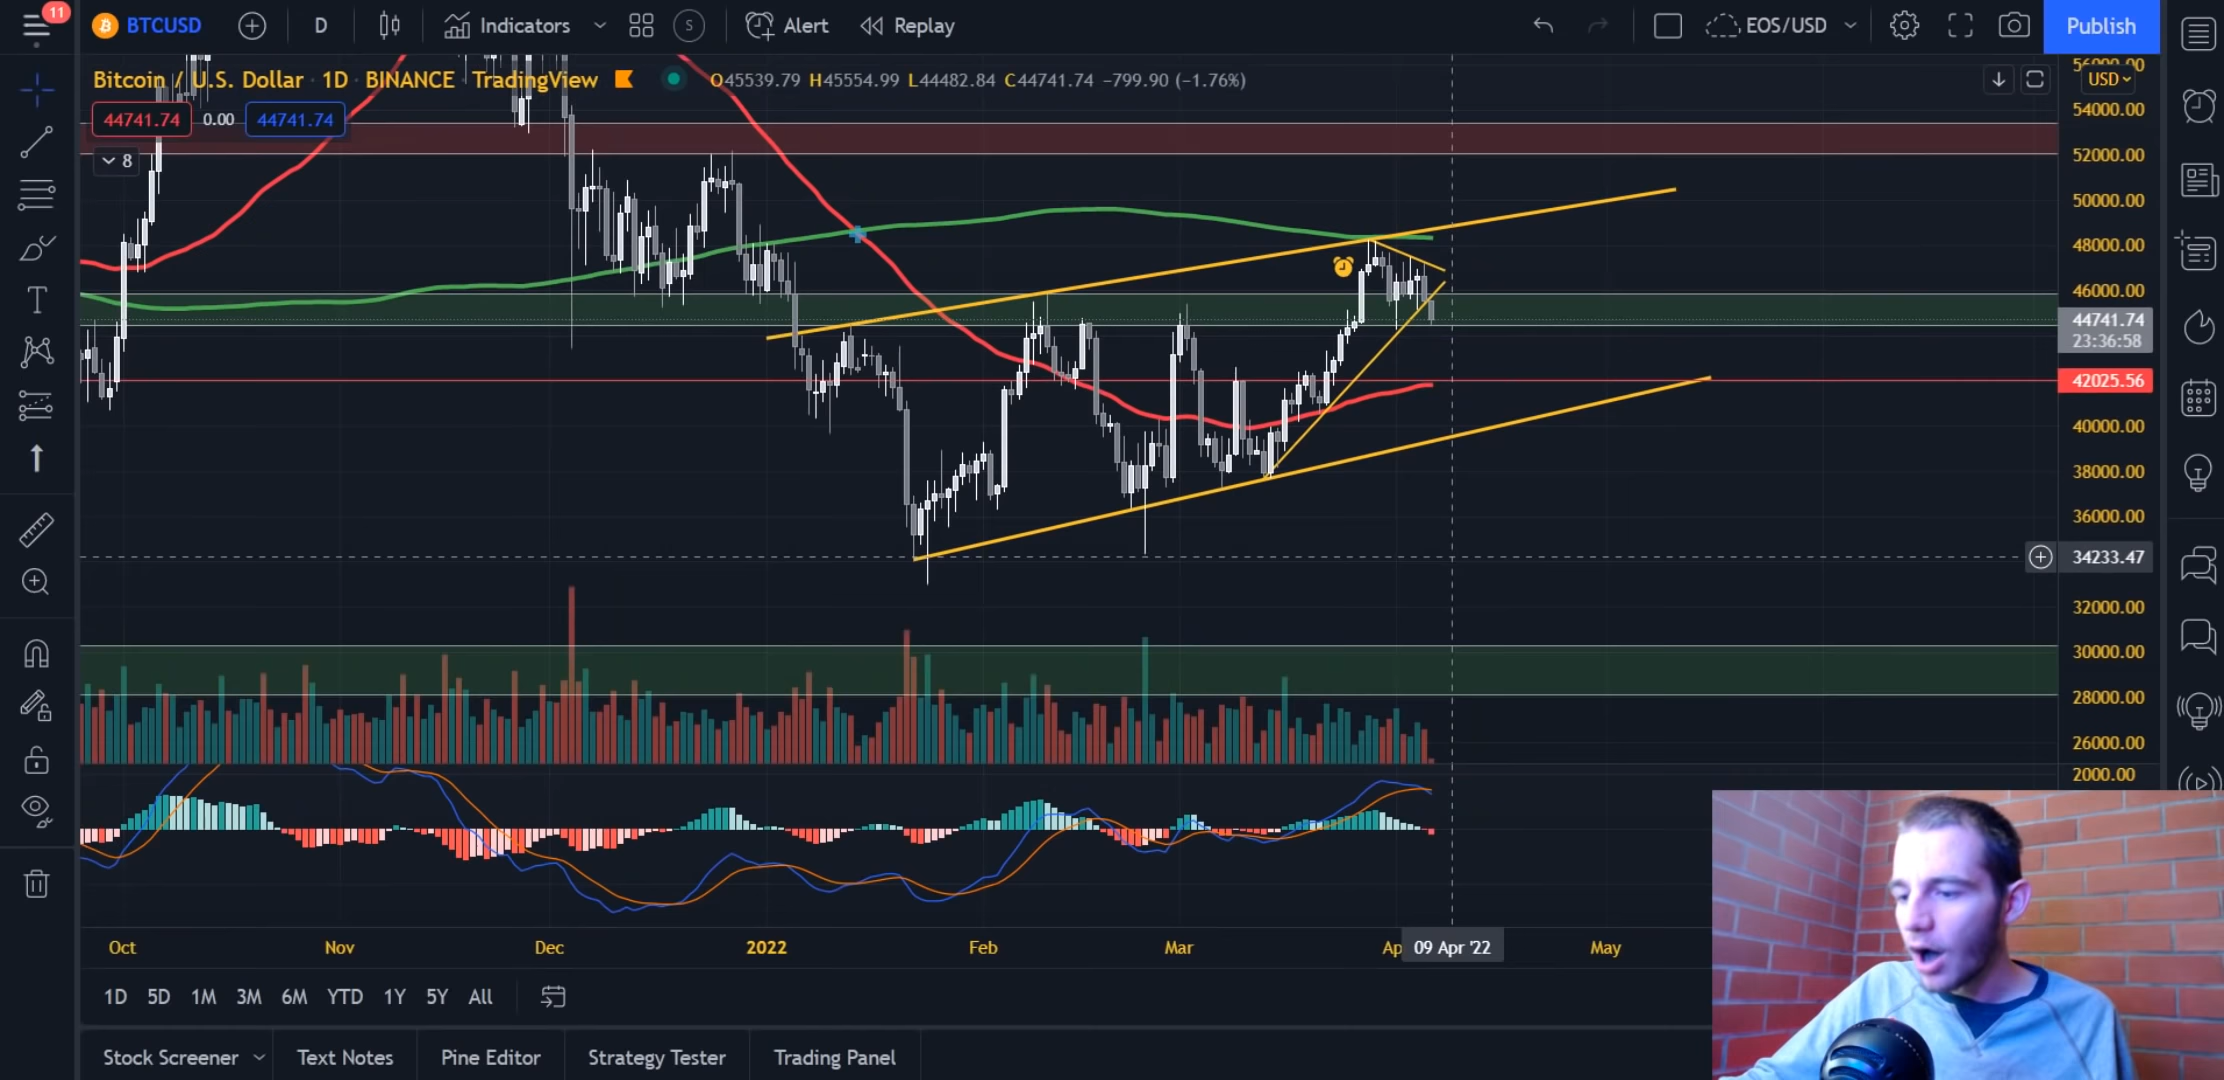 11
BTCUSD D Indicators S Alert Replay EOS/USD Publish
Bitcoin / U.S. Dollar · 1D · BINANCE · TradingView O45539.79 H45554.99 L44482.84 C44741.74 −799.90 (−1.76%)
44741.74 0.00 44741.74
8
56000.00
USD
54000.00
52000.00
50000.00
48000.00
46000.00
44741.74
23:36:58
42025.56
40000.00
38000.00
36000.00
34233.47
32000.00
30000.00
28000.00
26000.00
2000.00
Oct Nov Dec 2022 Feb Mar Ap 09 Apr '22 May
1D 5D 1M 3M 6M YTD 1Y 5Y All
Stock Screener Text Notes Pine Editor Strategy Tester Trading Panel